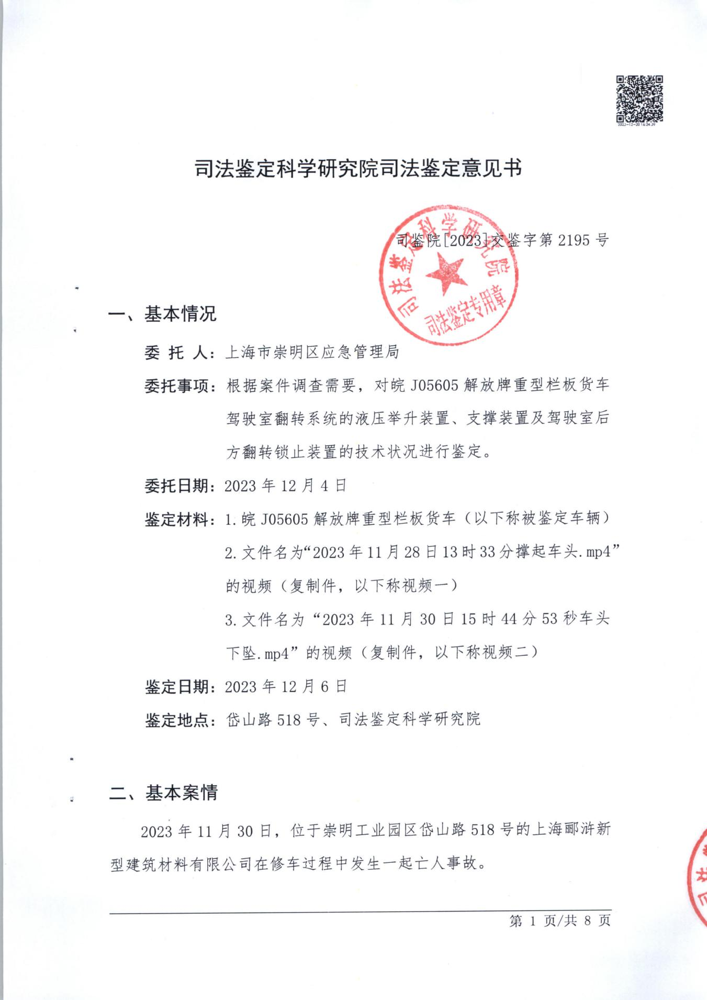 2023-12-20 16:24:39
司法鉴定科学研究院司法鉴定意见书
司鉴院[2023]交鉴字第 2195 号
司法鉴定科学研究院
司法鉴定专用章
一、基本情况
委 托 人：上海市崇明区应急管理局
委托事项：根据案件调查需要，对皖 J05605 解放牌重型栏板货车
驾驶室翻转系统的液压举升装置、支撑装置及驾驶室后
方翻转锁止装置的技术状况进行鉴定。
委托日期：2023 年 12 月 4 日
鉴定材料：1. 皖 J05605 解放牌重型栏板货车（以下称被鉴定车辆）
2. 文件名为“2023 年 11 月 28 日 13 时 33 分撑起车头.mp4”
的视频（复制件，以下称视频一）
3. 文件名为 “2023 年 11 月 30 日 15 时 44 分 53 秒车头
下坠.mp4” 的视频（复制件，以下称视频二）
鉴定日期：2023 年 12 月 6 日
鉴定地点：岱山路 518 号、司法鉴定科学研究院
二、基本案情
2023 年 11 月 30 日，位于崇明工业园区岱山路 518 号的上海郦浒新
型建筑材料有限公司在修车过程中发生一起亡人事故。
第 1 页/共 8 页